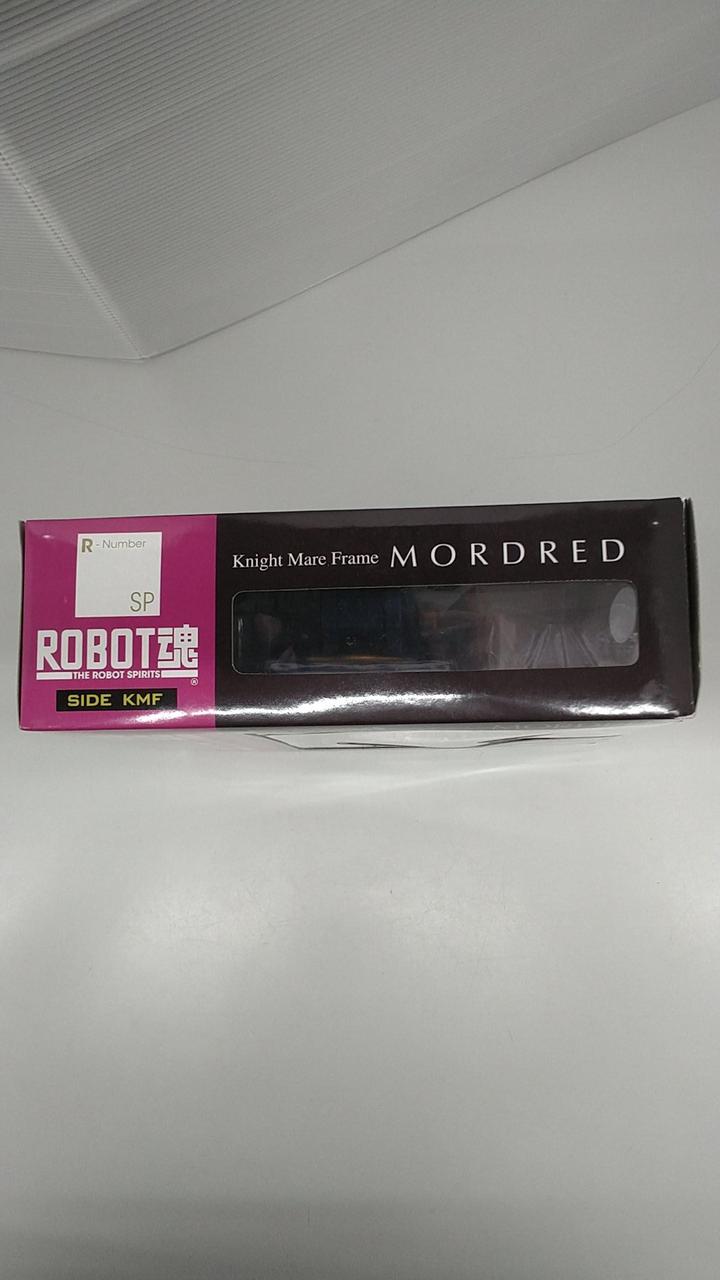 R - Number
SP
ROBOT魂
THE ROBOT SPIRITS
®
SIDE KMF
Knight Mare Frame MORDRED